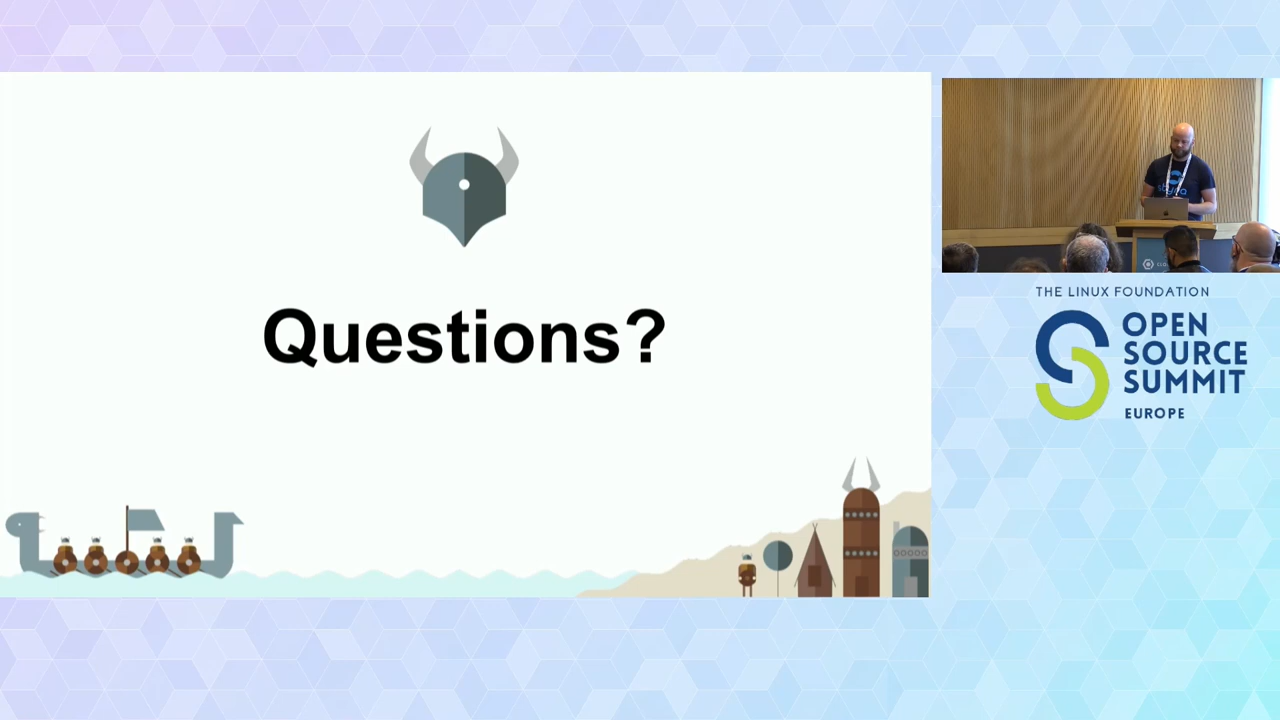 Questions?
THE LINUX FOUNDATION
OPEN
SOURCE
SUMMIT
EUROPE